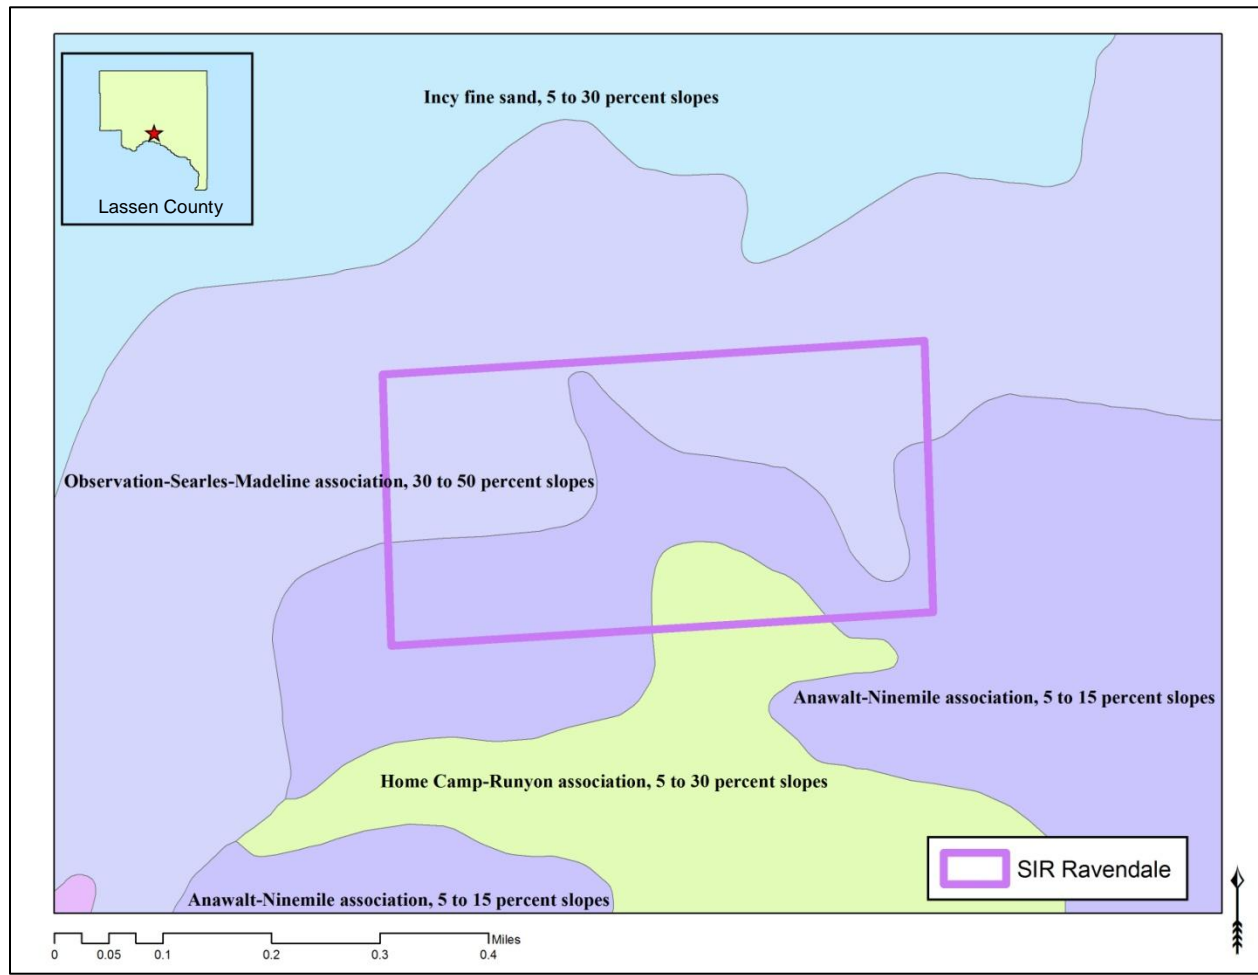 Incy fine sand, 5 to 30 percent slopes
Lassen County
Observation-Searles-Madeline association, 30 to 50 percent slopes
Anawalt-Ninemile association, 5 to 15 percent slopes
Home Camp-Runyon association, 5 to 30 percent slopes
SIR Ravendale
Anawalt-Ninemile association, 5 to 15 percent slopes
Miles
0 0.05 0.1 0.2 0.3 0.4